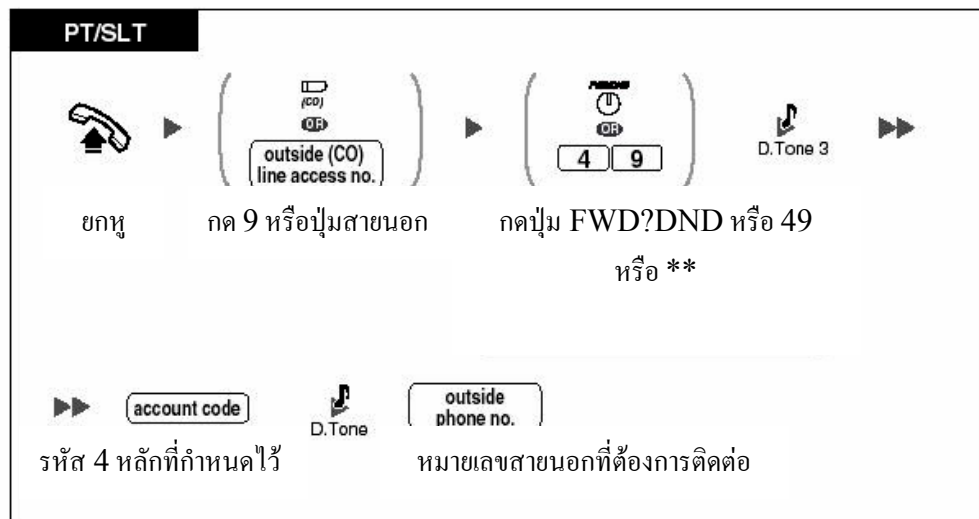 PT/SLT
(CO)
OR
outside (CO)
line access no.
OR
4 9
D.Tone 3
ยกหู
กด 9 หรือปุ่มสายนอก
กดปุ่ม FWD?DND หรือ 49
หรือ **
account code
D.Tone
outside
phone no.
รหัส 4 หลักที่กำหนดไว้
หมายเลขสายนอกที่ต้องการติดต่อ